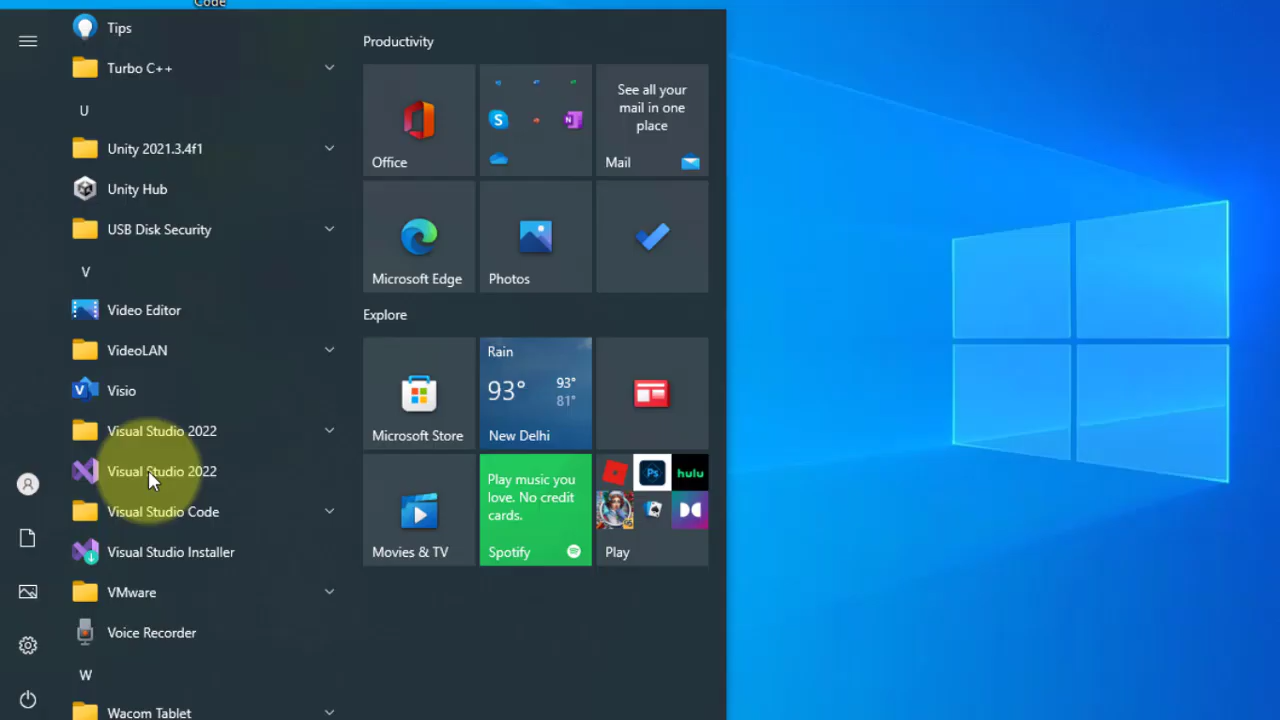 Code
Tips
Turbo C++
U
Unity 2021.3.4f1
Unity Hub
USB Disk Security
V
Video Editor
VideoLAN
Visio
Visual Studio 2022
Visual Studio 2022
Visual Studio Code
Visual Studio Installer
VMware
Voice Recorder
W
Wacom Tablet
Productivity
Office
See all your
mail in one
place
Mail
Microsoft Edge
Photos
Explore
Microsoft Store
Rain
93°
93°
81°
New Delhi
Movies & TV
Play music you
love. No credit
cards.
Spotify
Ps
hulu
Play